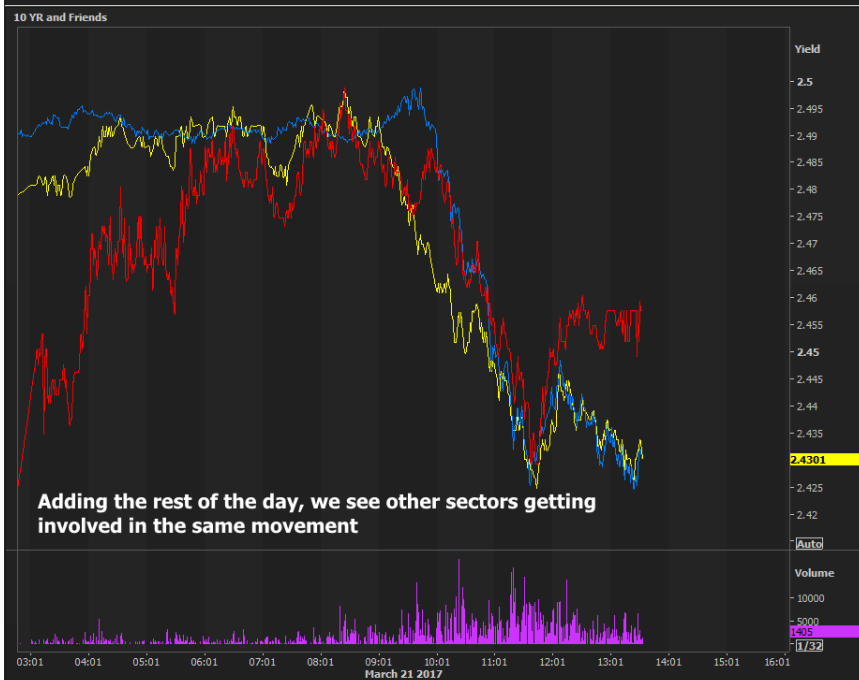 10 YR and Friends
Yield
2.5
2.495
2.49
2.485
2.48
2.475
2.47
2.465
2.46
2.455
2.45
2.445
2.44
2.435
2.4301
2.425
2.42
Auto
Adding the rest of the day, we see other sectors getting
involved in the same movement
Volume
10000
5000
1405
1/32
03:01 04:01 05:01 06:01 07:01 08:01 09:01 10:01 11:01 12:01 13:01 14:01 15:01 16:01
March 21 2017